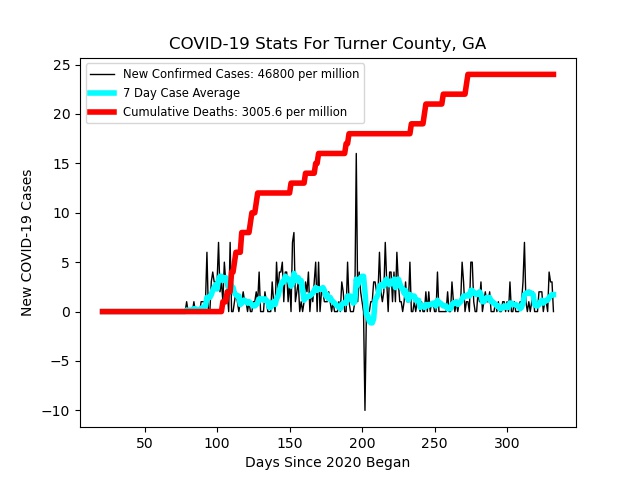 COVID-19 Stats For Turner County, GA
New Confirmed Cases: 46800 per million
7 Day Case Average
Cumulative Deaths: 3005.6 per million
25
20
15
10
5
0
−5
−10
New COVID-19 Cases
50 100 150 200 250 300
Days Since 2020 Began